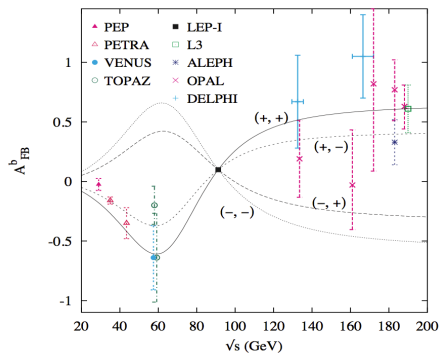 PEP
PETRA
VENUS
TOPAZ
LEP-I
L3
ALEPH
OPAL
DELPHI
1
0.5
0
-0.5
-1
A^b_FB
(+, +)
(+, -)
(-, +)
(-, -)
20 40 60 80 100 120 140 160 180 200
√s (GeV)